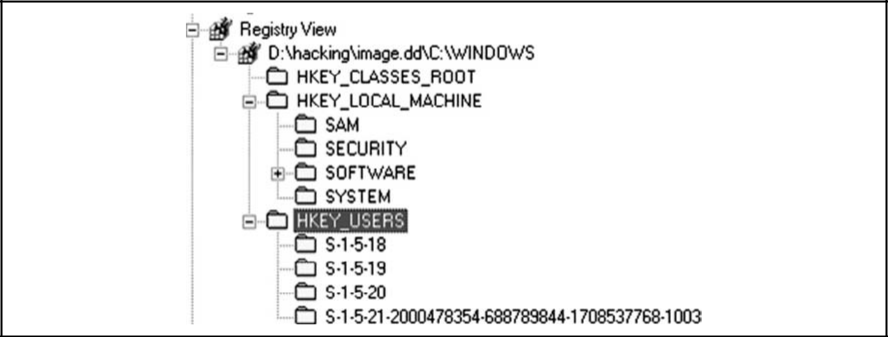 Registry View
D:\hacking\image.dd\C:\WINDOWS
HKEY_CLASSES_ROOT
HKEY_LOCAL_MACHINE
SAM
SECURITY
SOFTWARE
SYSTEM
HKEY_USERS
S-1-5-18
S-1-5-19
S-1-5-20
S-1-5-21-2000478354-688789844-1708537768-1003